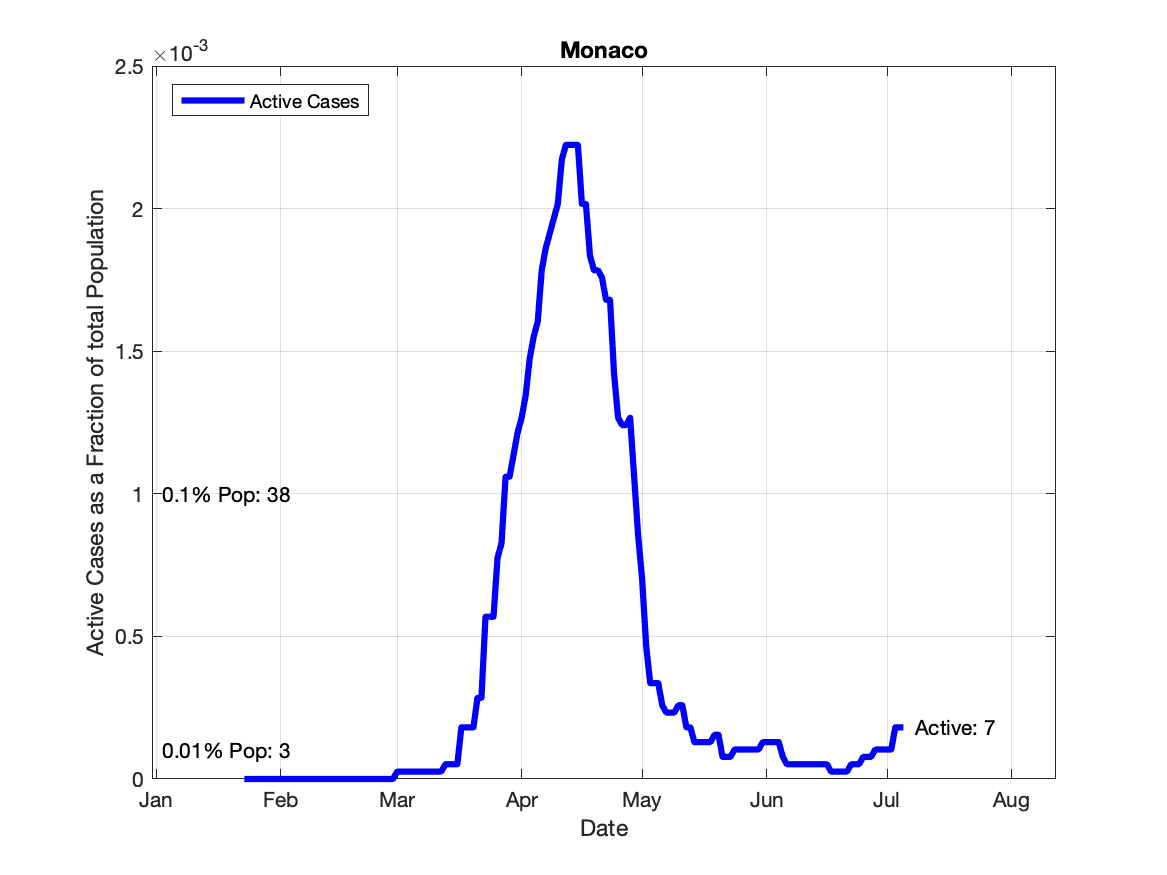 Monaco
×10-3
Active Cases
2.5
2
1.5
1
0.5
0
Active Cases as a Fraction of total Population
0.1% Pop: 38
0.01% Pop: 3
Active: 7
Jan Feb Mar Apr May Jun Jul Aug
Date